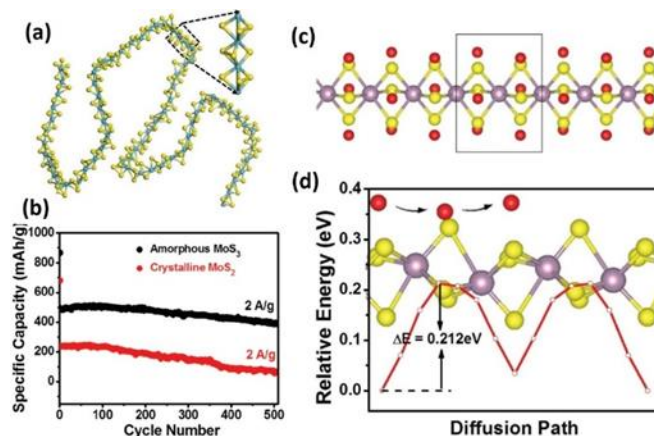 (a)
(b)
Specific Capacity (mAh/g)
1000
800
600
400
200
0
Amorphous MoS₃
Crystalline MoS₂
2 A/g
2 A/g
0 100 200 300 400 500
Cycle Number
(c)
(d)
Relative Energy (eV)
0.4
0.3
0.2
0.1
0.0
ΔE = 0.212eV
Diffusion Path